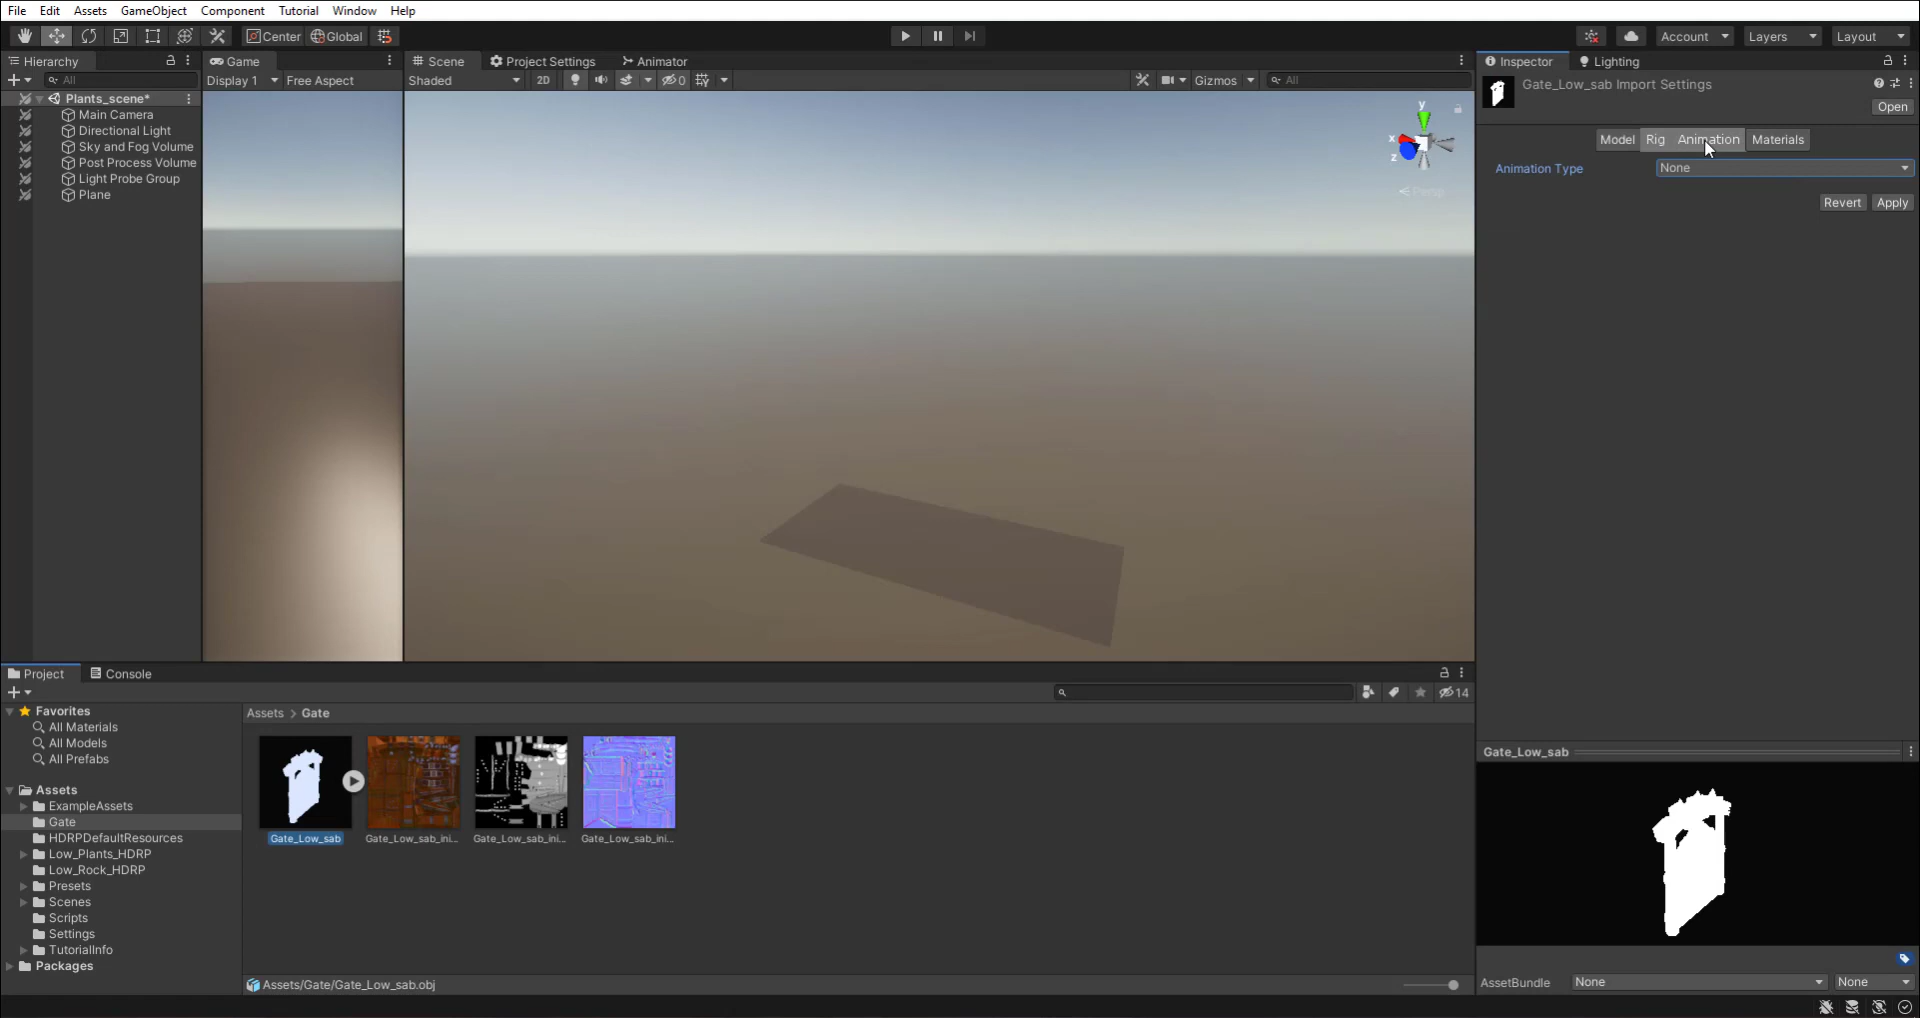 File Edit Assets GameObject Component Tutorial Window Help
Center Global Account Layers Layout
Hierarchy
All
Plants_scene*
Main Camera
Directional Light
Sky and Fog Volume
Post Process Volume
Light Probe Group
Plane
Game
Display 1 Free Aspect
Scene Project Settings Animator
Shaded 2D 0 Gizmos All
y
x
z
Persp
Inspector Lighting
Gate_Low_sab Import Settings
Open
Model Rig Animation Materials
Animation Type None
Revert Apply
Project Console
14
Favorites
All Materials
All Models
All Prefabs
Assets
ExampleAssets
Gate
HDRPDefaultResources
Low_Plants_HDRP
Low_Rock_HDRP
Presets
Scenes
Scripts
Settings
TutorialInfo
Packages
Assets > Gate
Gate_Low_sab Gate_Low_sab_ini... Gate_Low_sab_ini... Gate_Low_sab_ini...
Assets/Gate/Gate_Low_sab.obj
Gate_Low_sab
AssetBundle None None